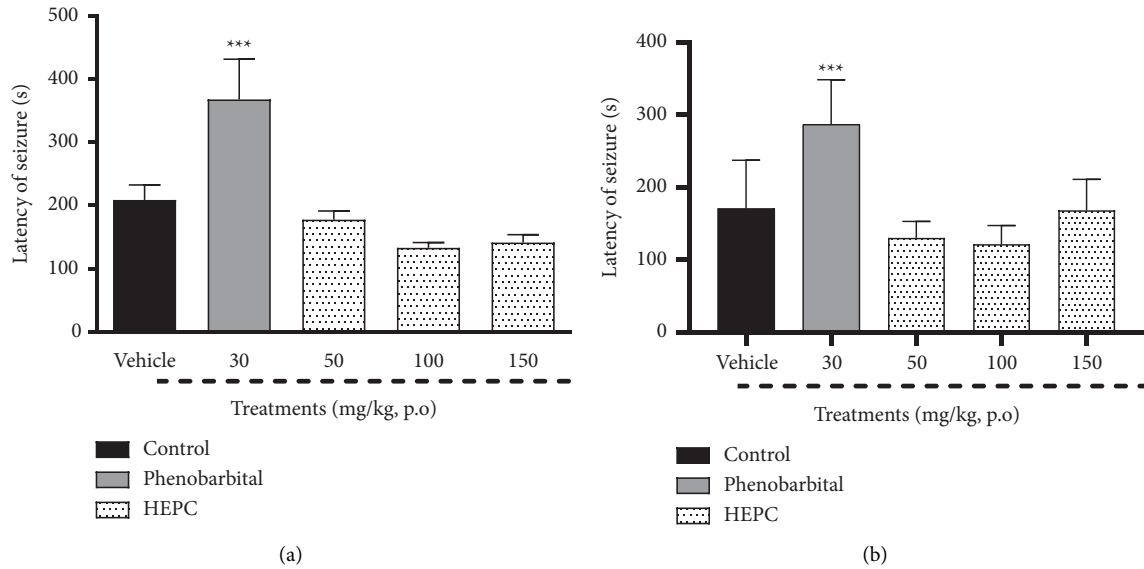 500
400
300
200
100
0
Latency of seizure (s)
***
Vehicle 30 50 100 150
Treatments (mg/kg, p.o)
Control
Phenobarbital
HEPC
(a)
400
300
200
100
0
Latency of seizure (s)
***
Vehicle 30 50 100 150
Treatments (mg/kg, p.o)
Control
Phenobarbital
HEPC
(b)